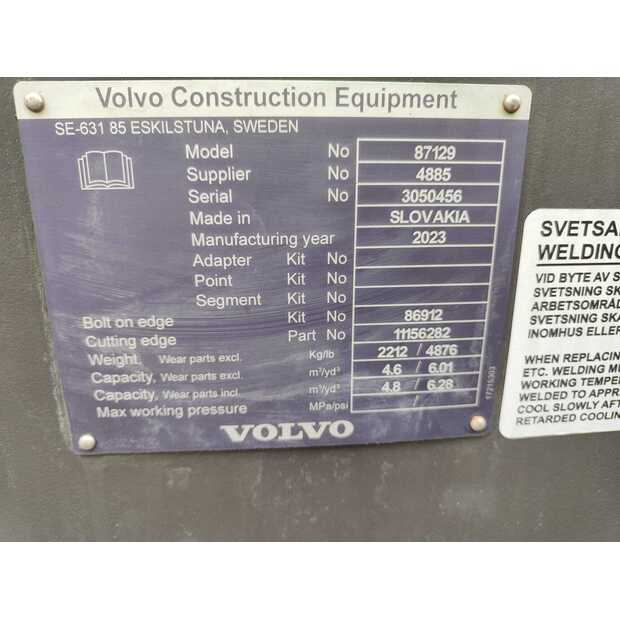 Volvo Construction Equipment
SE-631 85 ESKILSTUNA, SWEDEN
Model No 87129
Supplier No 4885
Serial No 3050456
Made in SLOVAKIA
Manufacturing year 2023
Adapter Kit No
Point Kit No
Segment Kit No
Bolt on edge Kit No 86912
Cutting edge Part No 11156282
Weight, Wear parts excl. Kg/lb 2212 / 4876
Capacity, Wear parts excl. m³/yd³ 4.6 / 6.01
Capacity, Wear parts incl. m³/yd³ 4.8 / 6.28
Max working pressure MPa/psi
VOLVO
SVETSA
WELDING
VID BYTE AV S
SVETSNING SK
ARBETSOMRÅD
SVETSNING SKA
INOMHUS ELLER
WHEN REPLACIN
ETC. WELDING MU
WORKING TEMPE
WELDED TO APPR
COOL SLOWLY AFT
RETARDED COOLIN